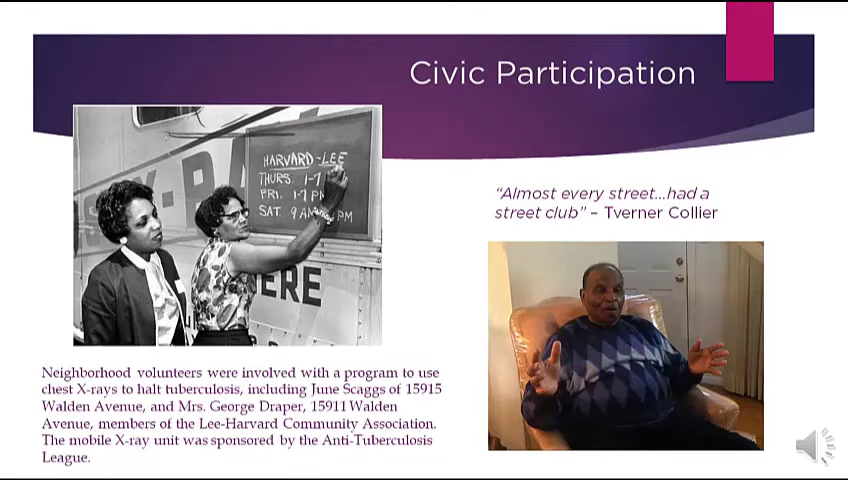 Civic Participation
HARVARD-LEE
THURS. 1-7
FRI. 1-7 PM
SAT. 9 AM PM
ERE
"Almost every street...had a
street club" – Tverner Collier
Neighborhood volunteers were involved with a program to use
chest X-rays to halt tuberculosis, including June Scaggs of 15915
Walden Avenue, and Mrs. George Draper, 15911 Walden
Avenue, members of the Lee-Harvard Community Association.
The mobile X-ray unit was sponsored by the Anti-Tuberculosis
League.